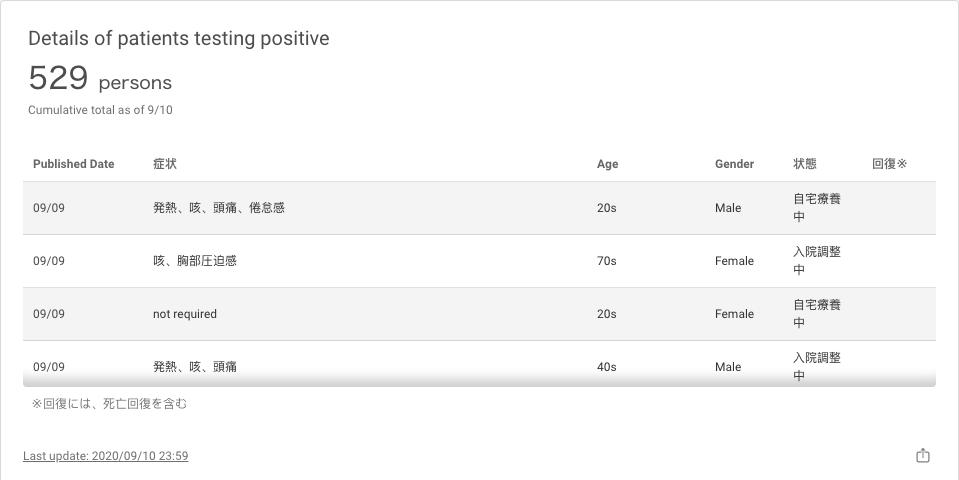 Details of patients testing positive
529 persons
Cumulative total as of 9/10
Published Date 症状 Age Gender 状態 回復※
09/09 発熱、咳、頭痛、倦怠感 20s Male 自宅療養
中
09/09 咳、胸部圧迫感 70s Female 入院調整
中
09/09 not required 20s Female 自宅療養
中
09/09 発熱、咳、頭痛 40s Male 入院調整
中
※回復には、死亡回復を含む
Last update: 2020/09/10 23:59